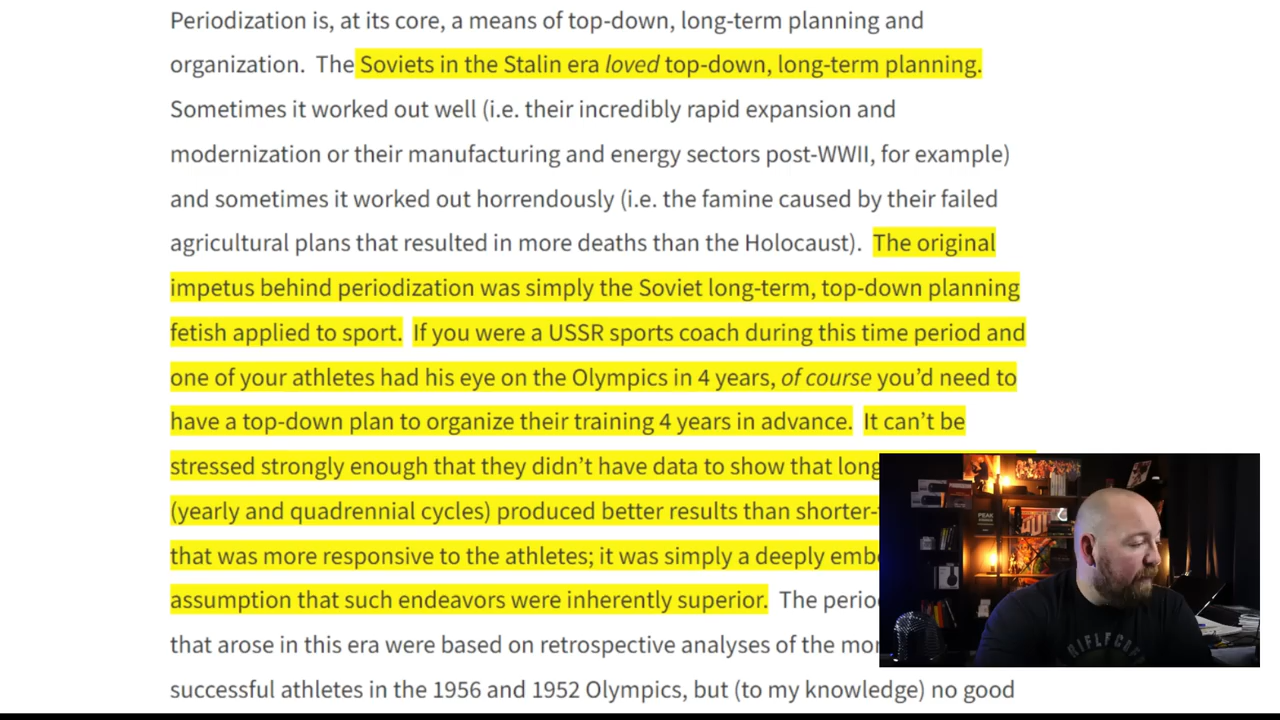 Periodization is, at its core, a means of top-down, long-term planning and
organization. The Soviets in the Stalin era loved top-down, long-term planning.
Sometimes it worked out well (i.e. their incredibly rapid expansion and
modernization or their manufacturing and energy sectors post-WWII, for example)
and sometimes it worked out horrendously (i.e. the famine caused by their failed
agricultural plans that resulted in more deaths than the Holocaust). The original
impetus behind periodization was simply the Soviet long-term, top-down planning
fetish applied to sport. If you were a USSR sports coach during this time period and
one of your athletes had his eye on the Olympics in 4 years, of course you’d need to
have a top-down plan to organize their training 4 years in advance. It can’t be
stressed strongly enough that they didn’t have data to show that long
(yearly and quadrennial cycles) produced better results than shorter-
that was more responsive to the athletes; it was simply a deeply emb
assumption that such endeavors were inherently superior. The perio
that arose in this era were based on retrospective analyses of the mo
successful athletes in the 1956 and 1952 Olympics, but (to my knowledge) no good
PEAK